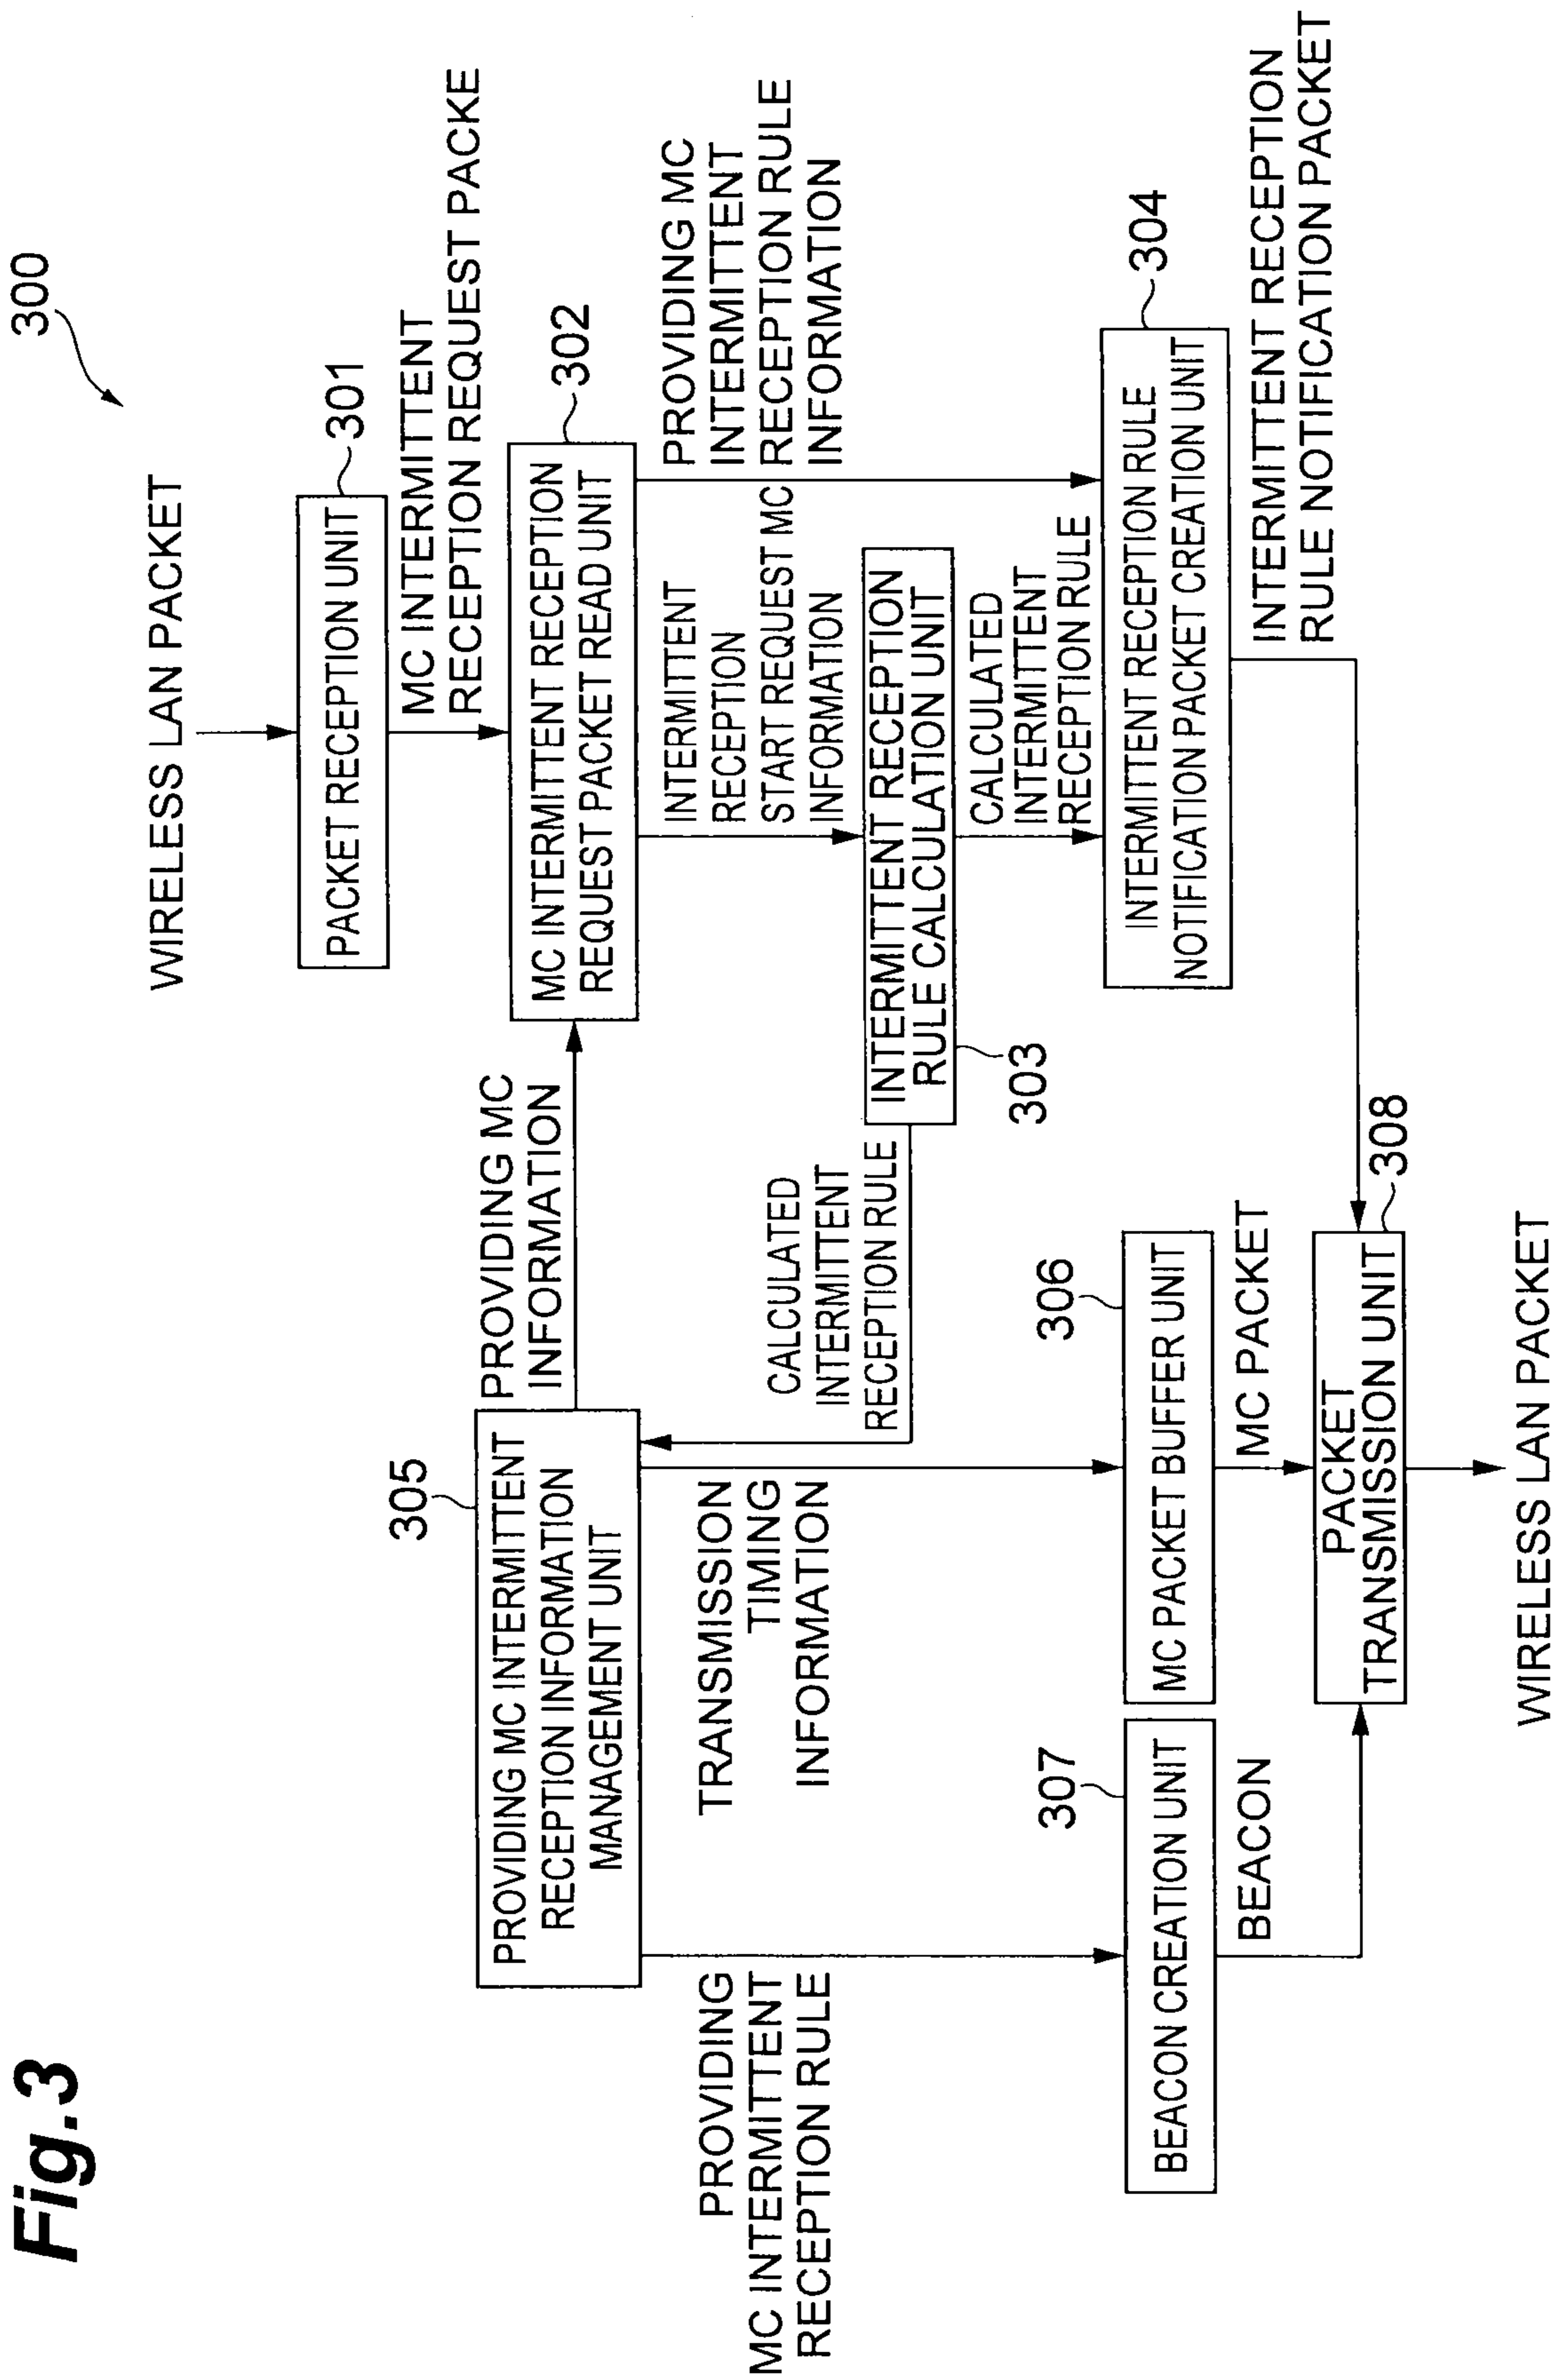 Fig.3
300
WIRELESS LAN PACKET
301
PACKET RECEPTION UNIT
MC INTERMITTENT
RECEPTION REQUEST PACKE
302
MC INTERMITTENT RECEPTION
REQUEST PACKET READ UNIT
305
PROVIDING MC INTERMITTENT
RECEPTION INFORMATION
MANAGEMENT UNIT
PROVIDING MC
INFORMATION
INTERMITTENT
RECEPTION
START REQUEST MC
INFORMATION
PROVIDING MC
INTERMITTENT
RECEPTION RULE
INFORMATION
303
INTERMITTENT RECEPTION
RULE CALCULATION UNIT
CALCULATED
INTERMITTENT
RECEPTION RULE
CALCULATED
INTERMITTENT
RECEPTION RULE
304
INTERMITTENT RECEPTION RULE
NOTIFICATION PACKET CREATION UNIT
INTERMITTENT RECEPTION
RULE NOTIFICATION PACKET
PROVIDING
MC INTERMITTENT
RECEPTION RULE
TRANSMISSION
TIMING
INFORMATION
307
BEACON CREATION UNIT
BEACON
306
MC PACKET BUFFER UNIT
MC PACKET
308
PACKET
TRANSMISSION UNIT
WIRELESS LAN PACKET